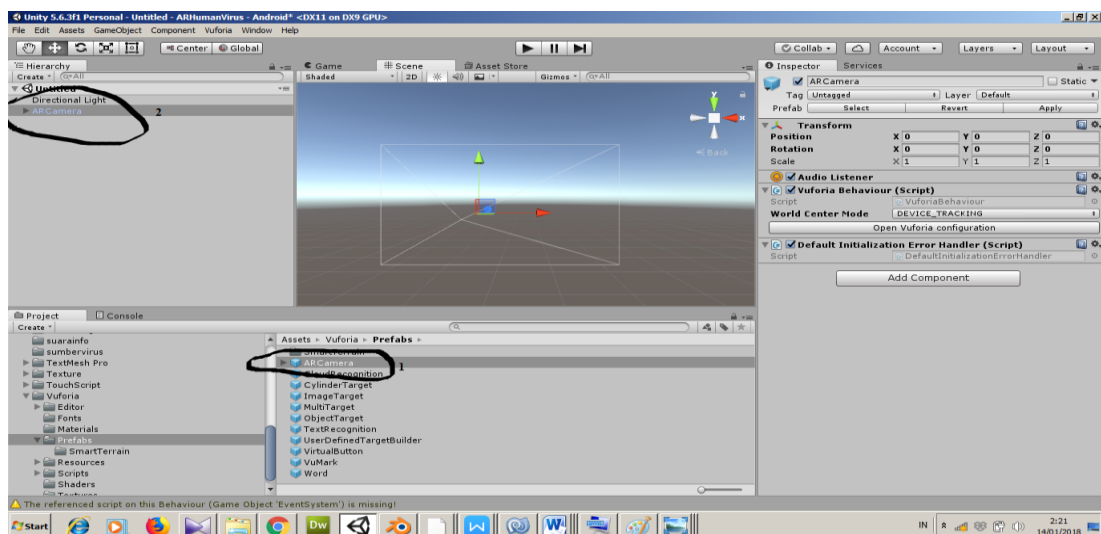 Unity 5.6.3f1 Personal - Untitled - ARHumanVirus - Android* <DX11 on DX9 GPU>
File Edit Assets GameObject Component Vuforia Window Help
Center Global Collab Account Layers Layout
Hierarchy
Create All
Untitled
Directional Light
ARCamera 2
Game Scene Asset Store
Shaded 2D Gizmos All
y
x
Back
Inspector Services
ARCamera Static
Tag Untagged Layer Default
Prefab Select Revert Apply
Transform
Position X 0 Y 0 Z 0
Rotation X 0 Y 0 Z 0
Scale X 1 Y 1 Z 1
Audio Listener
Vuforia Behaviour (Script)
Script VuforiaBehaviour
World Center Mode DEVICE_TRACKING
Open Vuforia configuration
Default Initialization Error Handler (Script)
Script DefaultInitializationErrorHandler
Add Component
Project Console
Create
suarainfo
sumbervirus
TextMesh Pro
Texture
TouchScript
Vuforia
Editor
Fonts
Materials
Prefabs
SmartTerrain
Resources
Scripts
Shaders
Textures
Assets Vuforia Prefabs
SmartTerrain
ARCamera 1
CloudRecognition
CylinderTarget
ImageTarget
MultiTarget
ObjectTarget
TextRecognition
UserDefinedTargetBuilder
VirtualButton
VuMark
Word
The referenced script on this Behaviour (Game Object 'EventSystem') is missing!
Start Dw W IN 2:21
14/01/2018